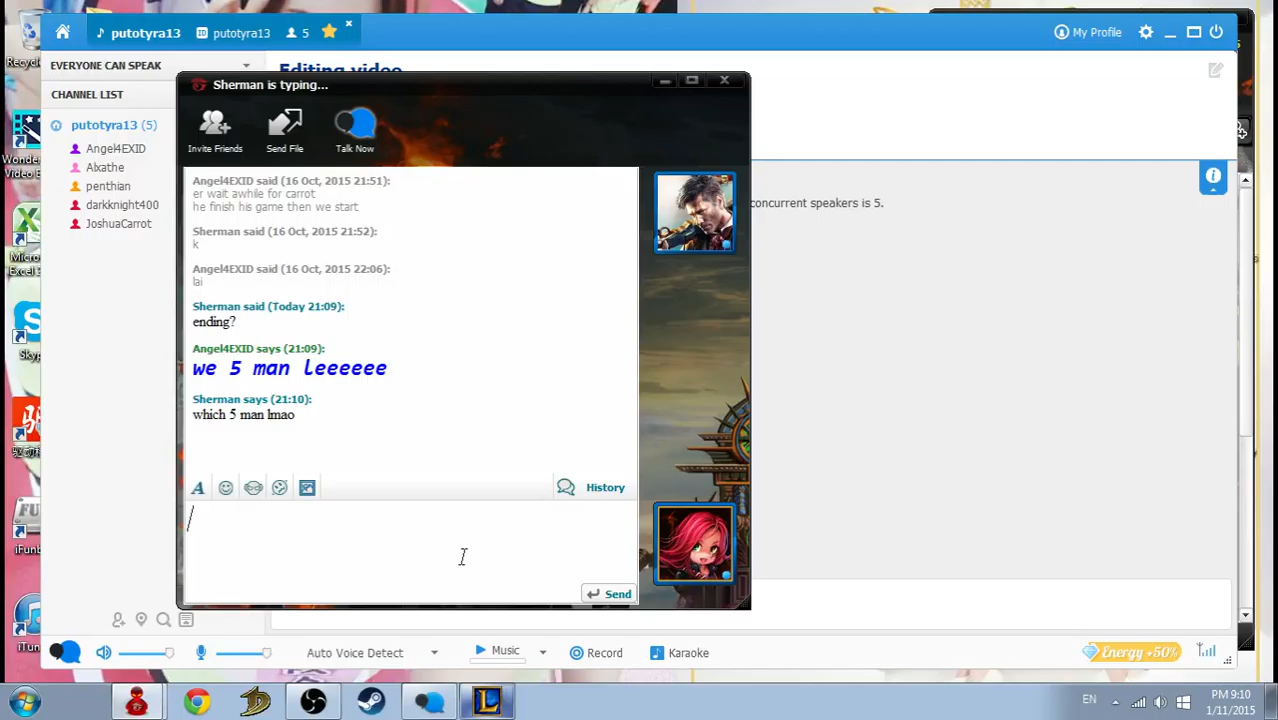 putotyra13
putotyra13
5
My Profile
EVERYONE CAN SPEAK
CHANNEL LIST
putotyra13 (5)
Angel4EXID
Alxathe
penthian
darkknight400
JoshuaCarrot
Editing video
concurrent speakers is 5.
Sherman is typing...
Invite Friends
Send File
Talk Now
Angel4EXID said (16 Oct, 2015 21:51):
er wait awhile for carrot
he finish his game then we start
Sherman said (16 Oct, 2015 21:52):
k
Angel4EXID said (16 Oct, 2015 22:06):
lai
Sherman said (Today 21:09):
ending?
Angel4EXID says (21:09):
we 5 man leeeeee
Sherman says (21:10):
which 5 man lmao
History
Send
Auto Voice Detect
Music
Record
Karaoke
Energy +50%
EN
PM 9:10
1/11/2015